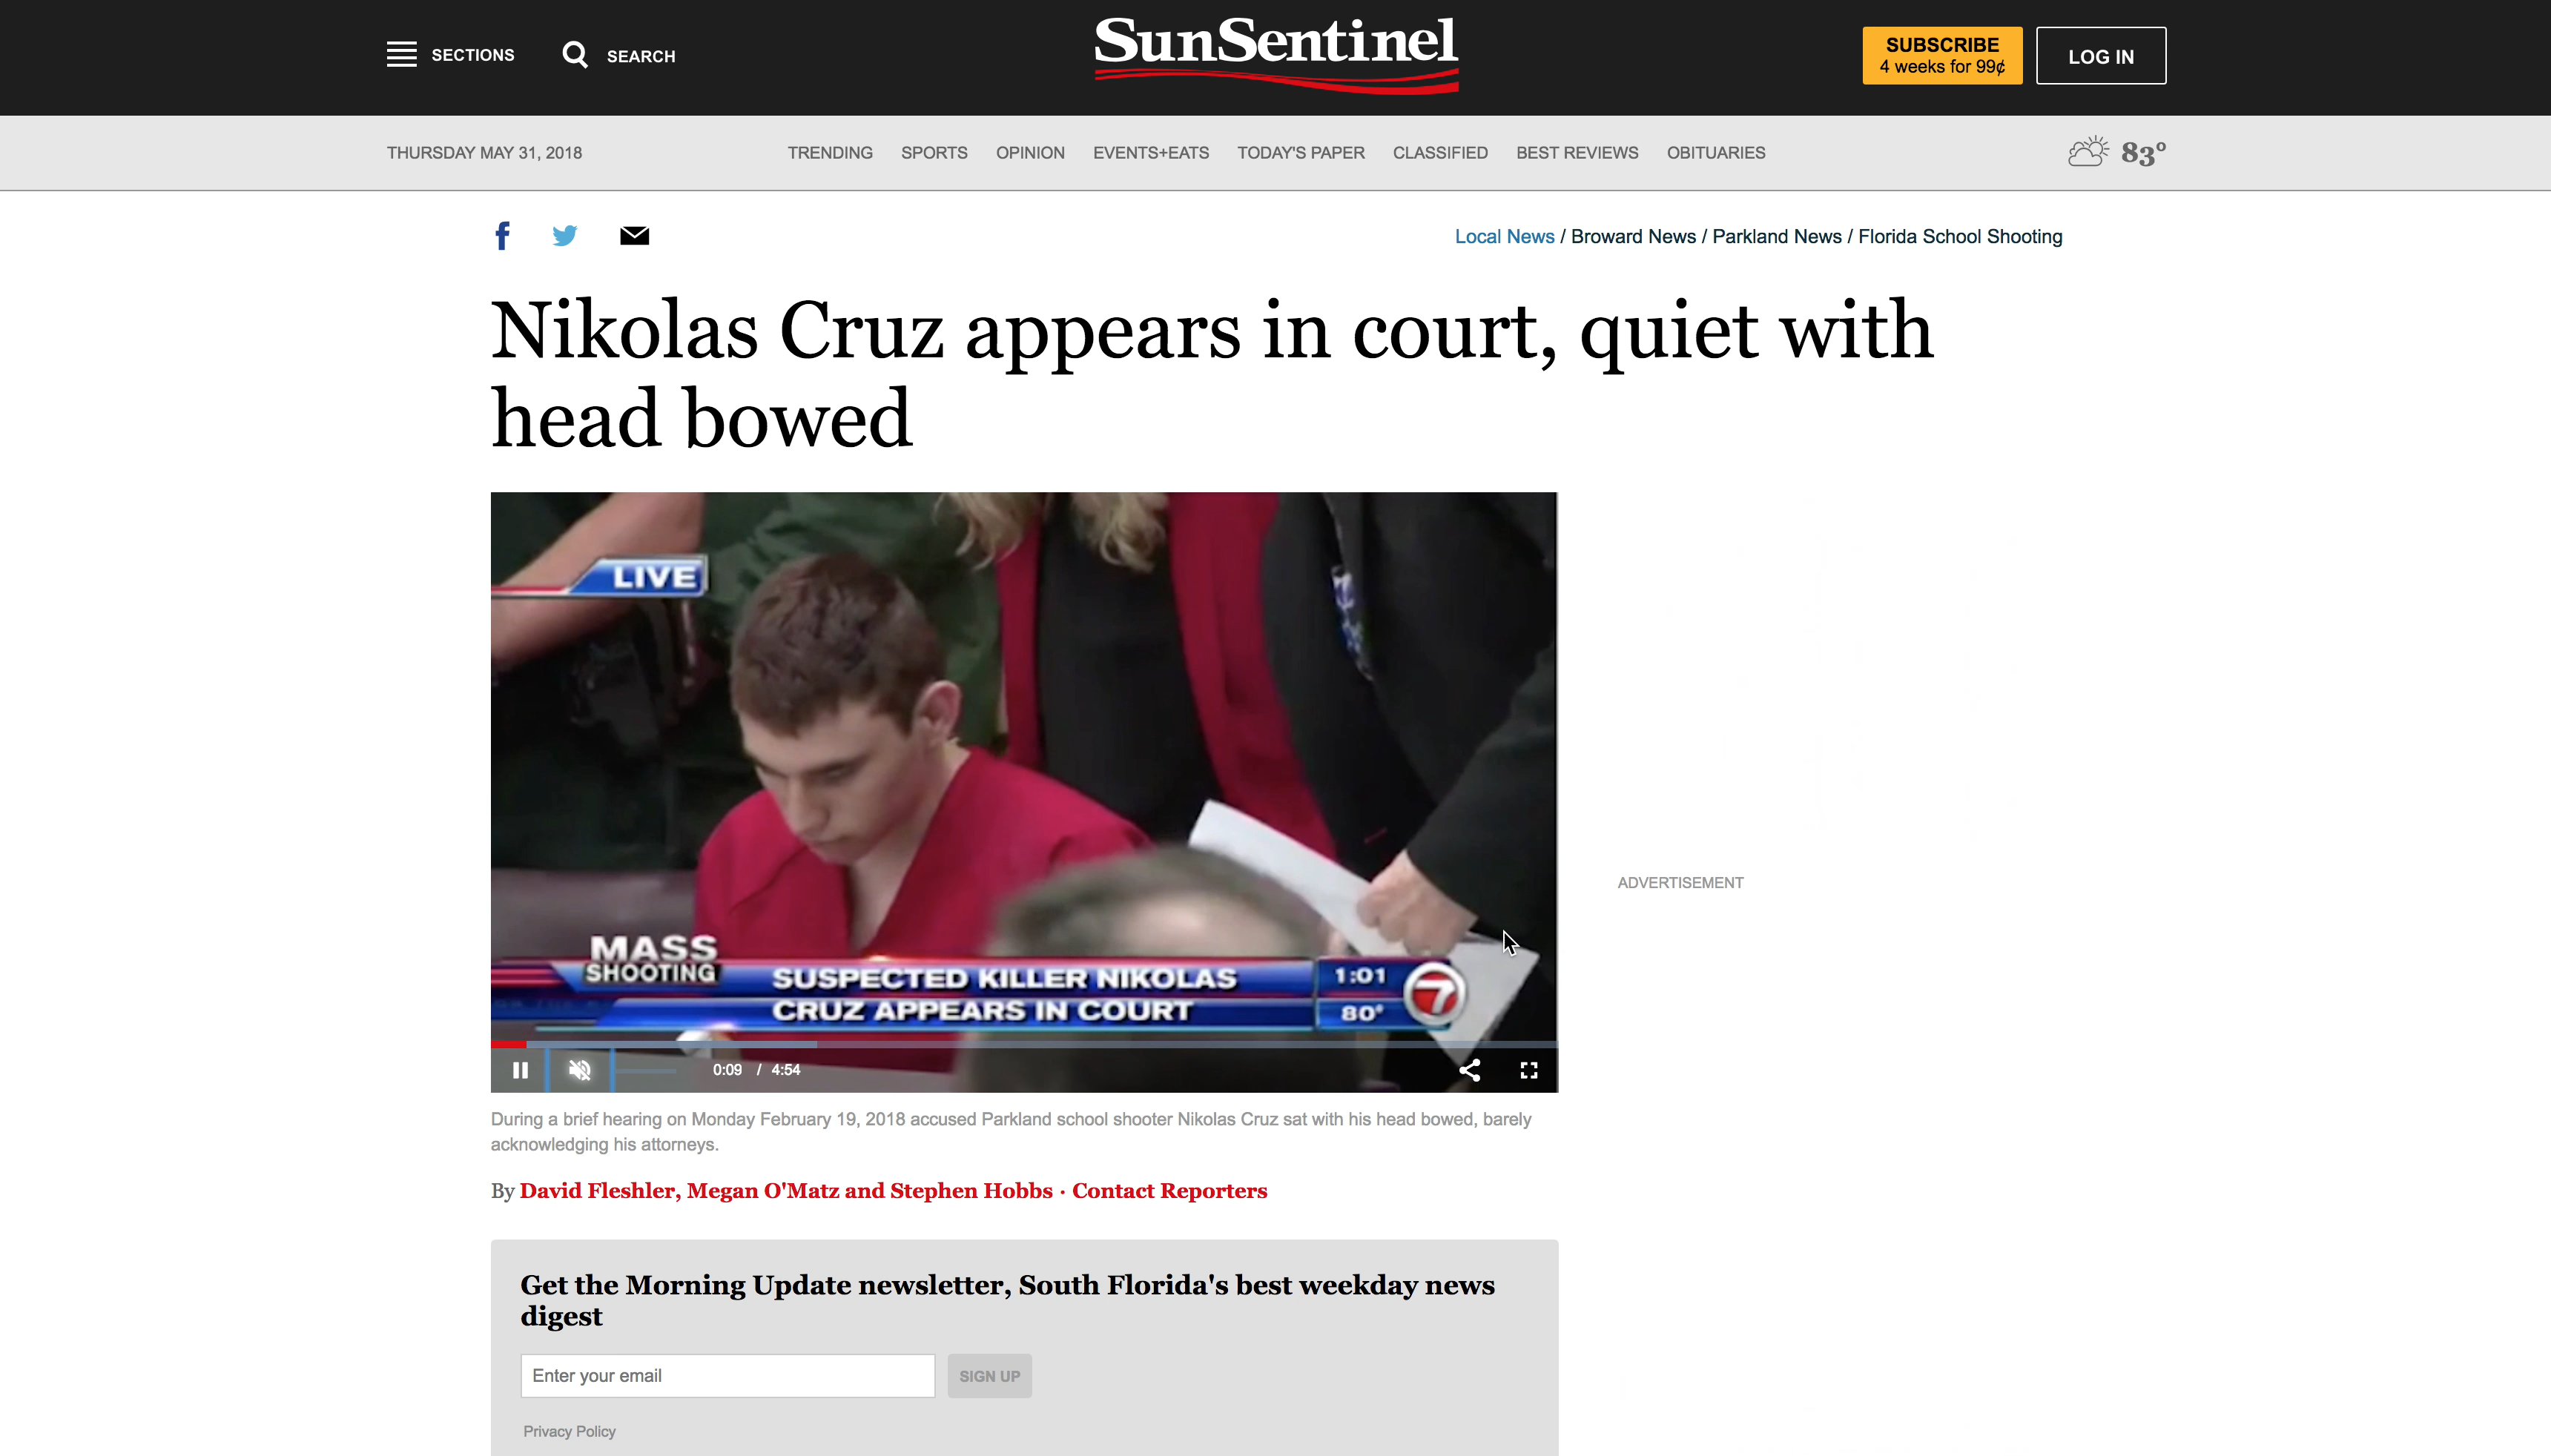 SECTIONS
SEARCH
SunSentinel
SUBSCRIBE
4 weeks for 99¢
LOG IN
THURSDAY MAY 31, 2018
TRENDING
SPORTS
OPINION
EVENTS+EATS
TODAY'S PAPER
CLASSIFIED
BEST REVIEWS
OBITUARIES
83°
f
Local News / Broward News / Parkland News / Florida School Shooting
Nikolas Cruz appears in court, quiet with
head bowed
LIVE
MASS
SHOOTING
SUSPECTED KILLER NIKOLAS
CRUZ APPEARS IN COURT
1:01
80°
7
0:09 / 4:54
ADVERTISEMENT
During a brief hearing on Monday February 19, 2018 accused Parkland school shooter Nikolas Cruz sat with his head bowed, barely
acknowledging his attorneys.
By David Fleshler, Megan O'Matz and Stephen Hobbs · Contact Reporters
Get the Morning Update newsletter, South Florida's best weekday news
digest
Enter your email
SIGN UP
Privacy Policy